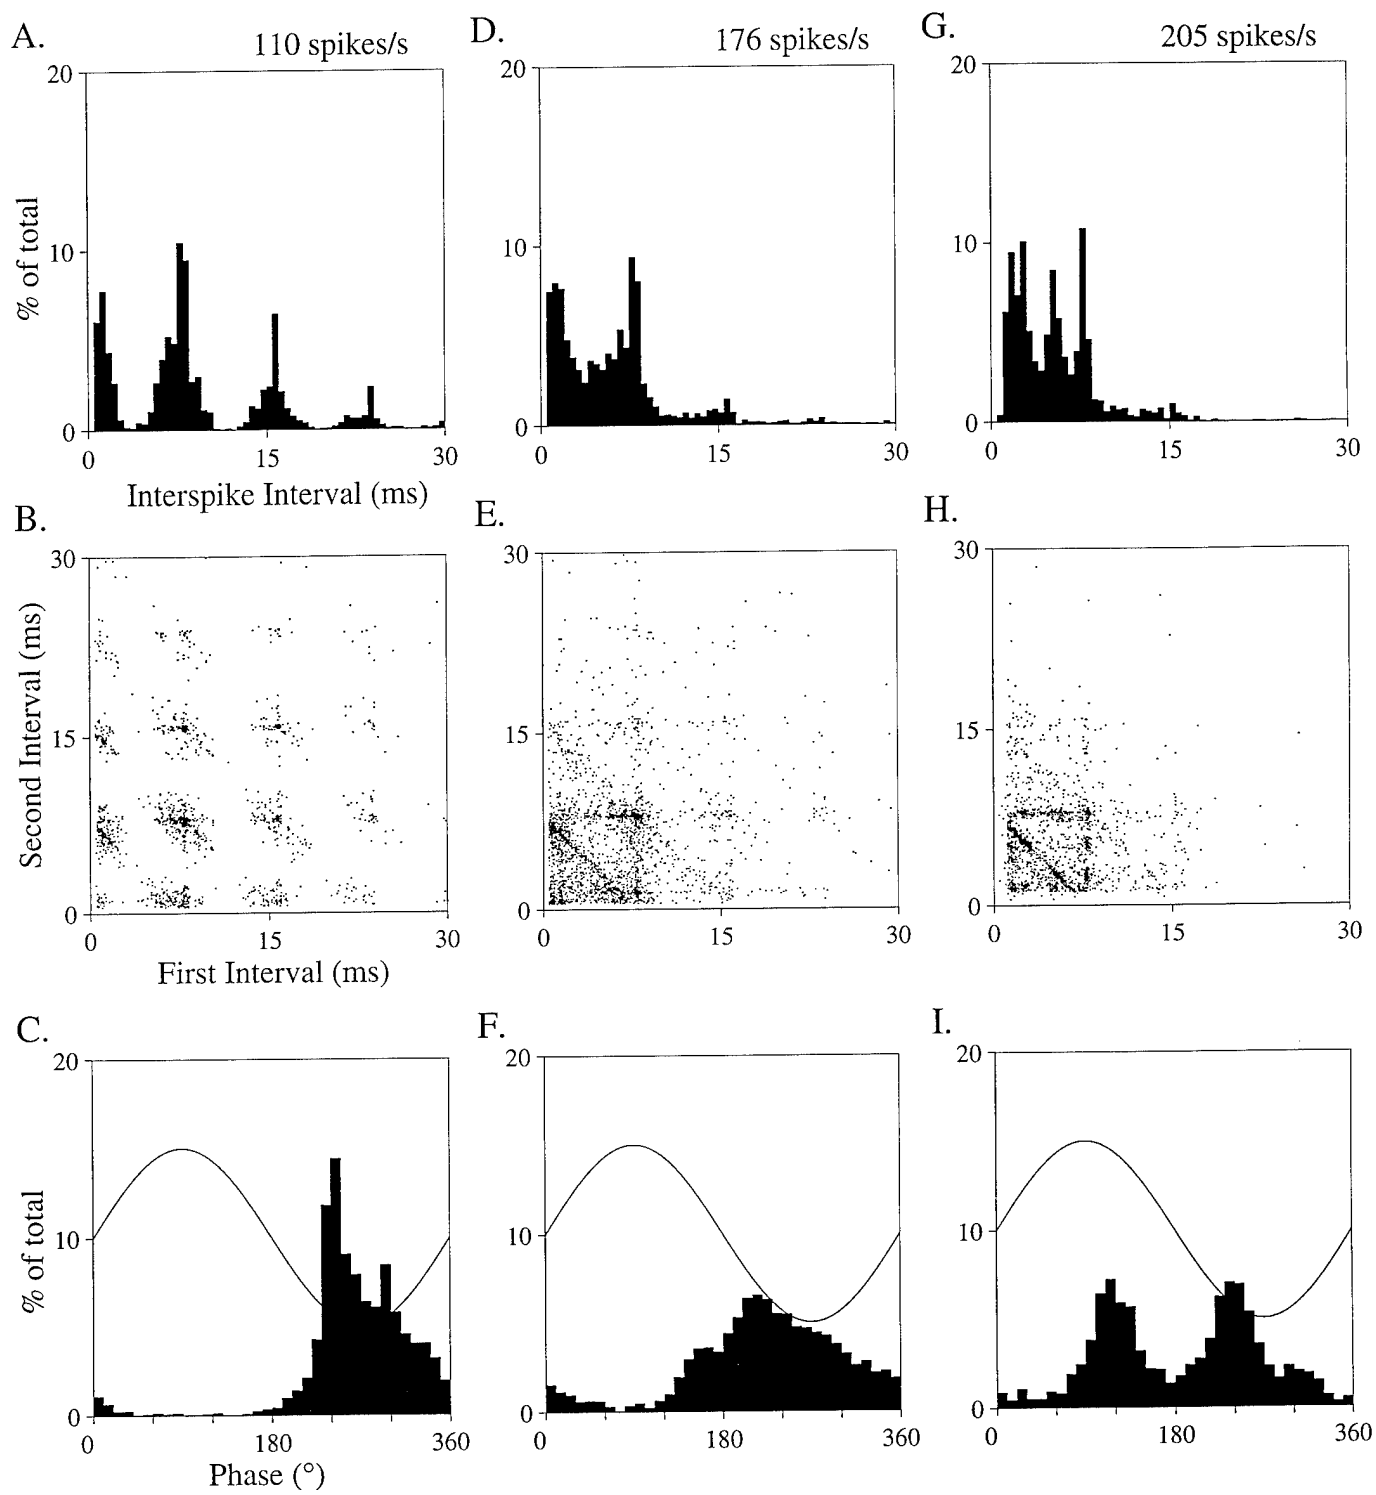 A.
110 spikes/s
D.
176 spikes/s
G.
205 spikes/s
20
10
0
% of total
0 15 30
Interspike Interval (ms)
20
10
0
0 15 30
20
10
0
0 15 30
B.
30
15
0
Second Interval (ms)
0 15 30
First Interval (ms)
E.
30
15
0
0 15 30
H.
30
15
0
0 15 30
C.
20
10
0
% of total
0 180 360
Phase (°)
F.
20
10
0
0 180 360
I.
20
10
0
0 180 360